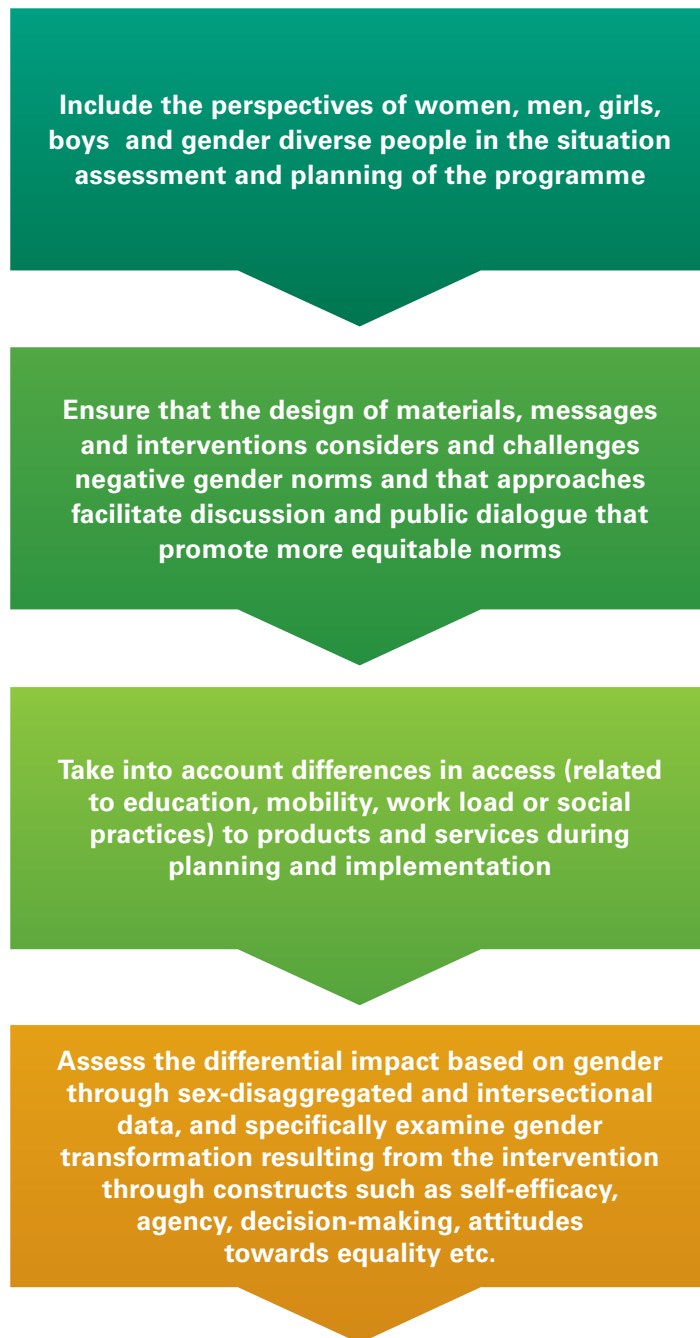 Include the perspectives of women, men, girls,
boys and gender diverse people in the situation
assessment and planning of the programme
Ensure that the design of materials, messages
and interventions considers and challenges
negative gender norms and that approaches
facilitate discussion and public dialogue that
promote more equitable norms
Take into account differences in access (related
to education, mobility, work load or social
practices) to products and services during
planning and implementation
Assess the differential impact based on gender
through sex-disaggregated and intersectional
data, and specifically examine gender
transformation resulting from the intervention
through constructs such as self-efficacy,
agency, decision-making, attitudes
towards equality etc.